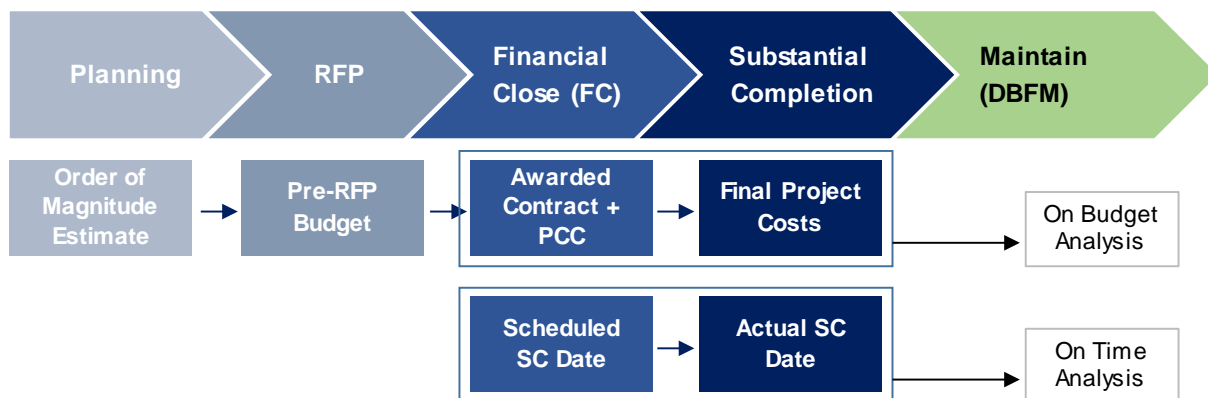 Planning
RFP
Financial
Close (FC)
Substantial
Completion
Maintain
(DBFM)
Order of
Magnitude
Estimate
Pre-RFP
Budget
Awarded
Contract +
PCC
Final Project
Costs
On Budget
Analysis
Scheduled
SC Date
Actual SC
Date
On Time
Analysis